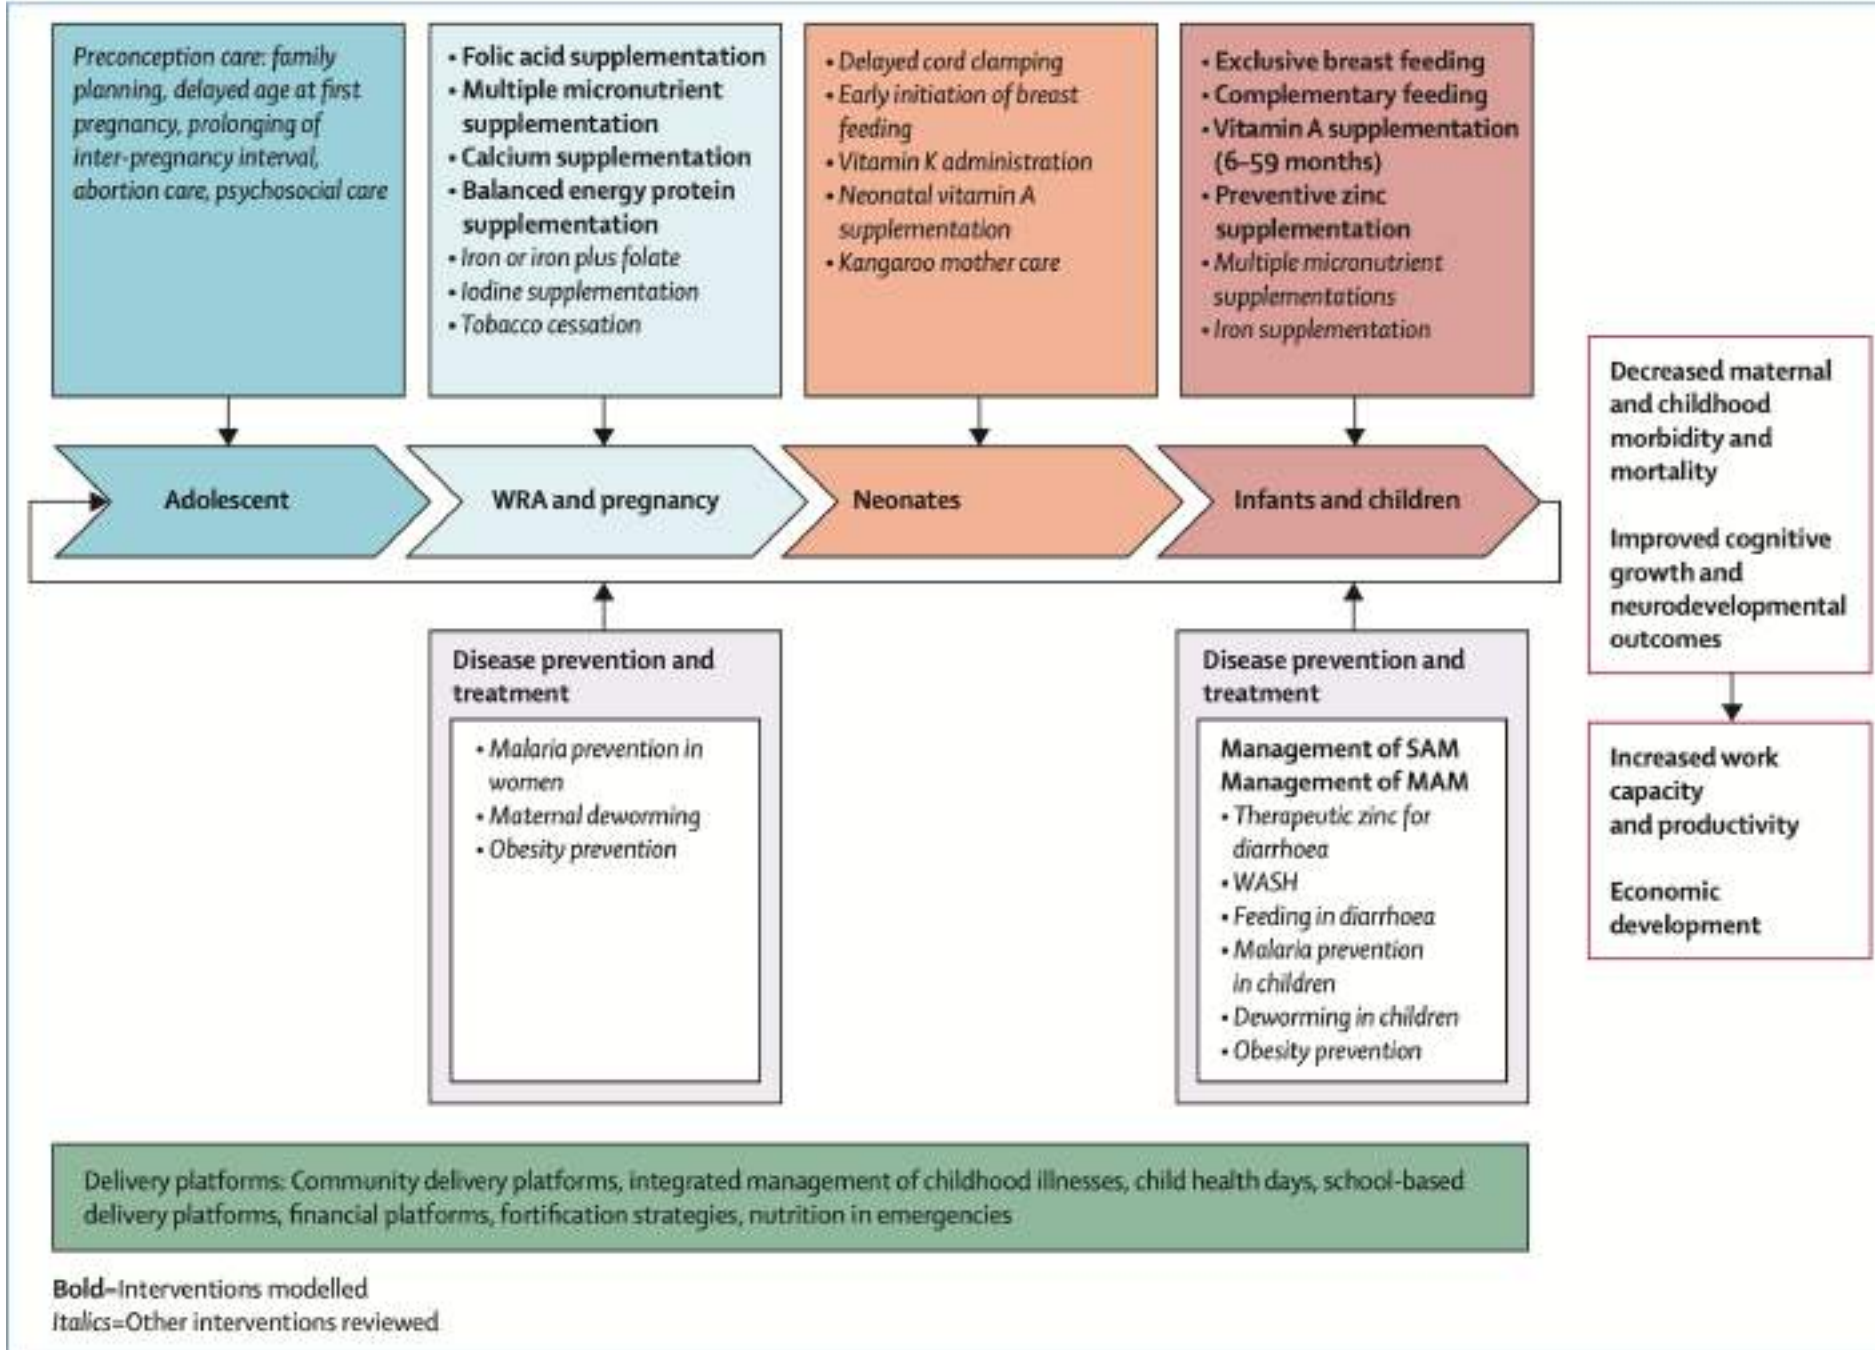 Preconception care: family
planning, delayed age at first
pregnancy, prolonging of
inter-pregnancy interval,
abortion care, psychosocial care
• Folic acid supplementation
• Multiple micronutrient
supplementation
• Calcium supplementation
• Balanced energy protein
supplementation
• Iron or iron plus folate
• Iodine supplementation
• Tobacco cessation
• Delayed cord clamping
• Early initiation of breast
feeding
• Vitamin K administration
• Neonatal vitamin A
supplementation
• Kangaroo mother care
• Exclusive breast feeding
• Complementary feeding
• Vitamin A supplementation
(6–59 months)
• Preventive zinc
supplementation
• Multiple micronutrient
supplementations
• Iron supplementation
Adolescent
WRA and pregnancy
Neonates
Infants and children
Disease prevention and
treatment
• Malaria prevention in
women
• Maternal deworming
• Obesity prevention
Disease prevention and
treatment
Management of SAM
Management of MAM
• Therapeutic zinc for
diarrhoea
• WASH
• Feeding in diarrhoea
• Malaria prevention
in children
• Deworming in children
• Obesity prevention
Decreased maternal
and childhood
morbidity and
mortality
Improved cognitive
growth and
neurodevelopmental
outcomes
Increased work
capacity
and productivity
Economic
development
Delivery platforms: Community delivery platforms, integrated management of childhood illnesses, child health days, school-based
delivery platforms, financial platforms, fortification strategies, nutrition in emergencies
Bold=Interventions modelled
Italics=Other interventions reviewed